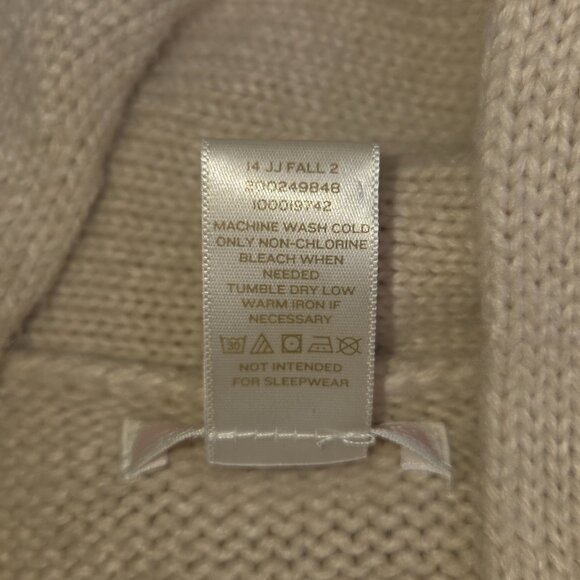 14 JJ FALL 2
200249848
100019742
MACHINE WASH COLD
ONLY NON-CHLORINE
BLEACH WHEN
NEEDED
TUMBLE DRY LOW
WARM IRON IF
NECESSARY
30
NOT INTENDED
FOR SLEEPWEAR